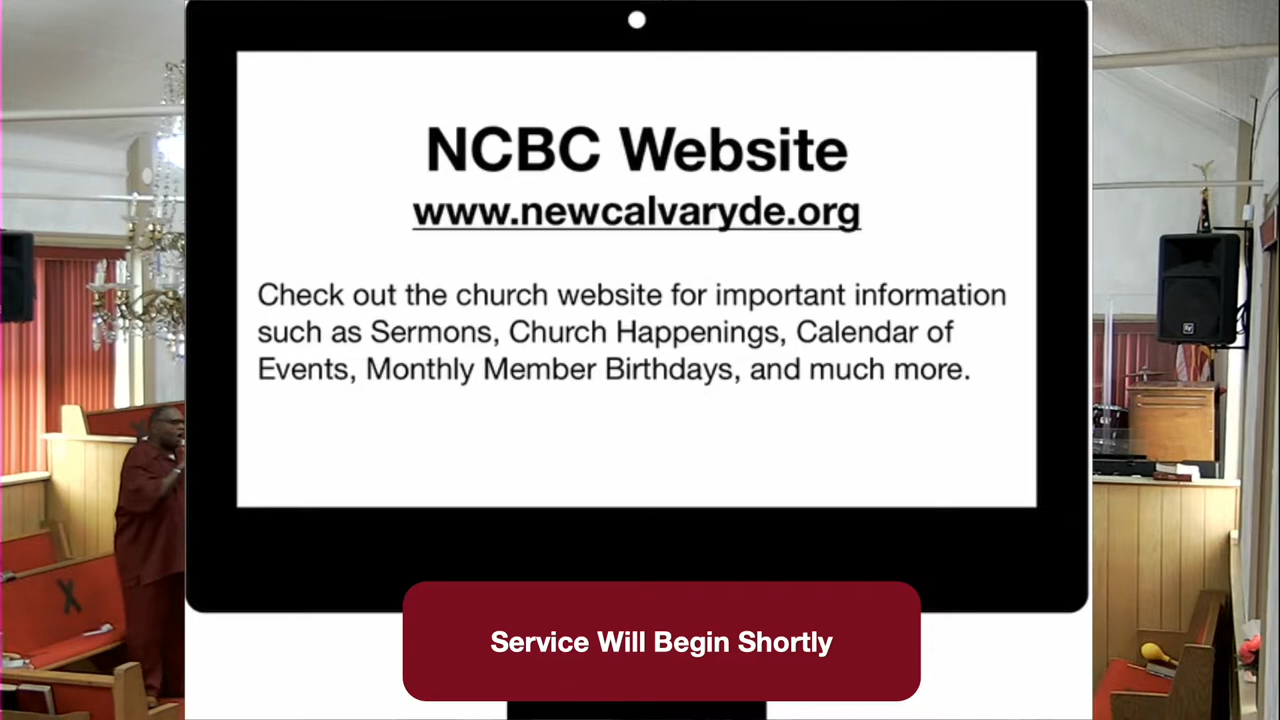 NCBC Website
www.newcalvaryde.org
Check out the church website for important information
such as Sermons, Church Happenings, Calendar of
Events, Monthly Member Birthdays, and much more.
X
Service Will Begin Shortly